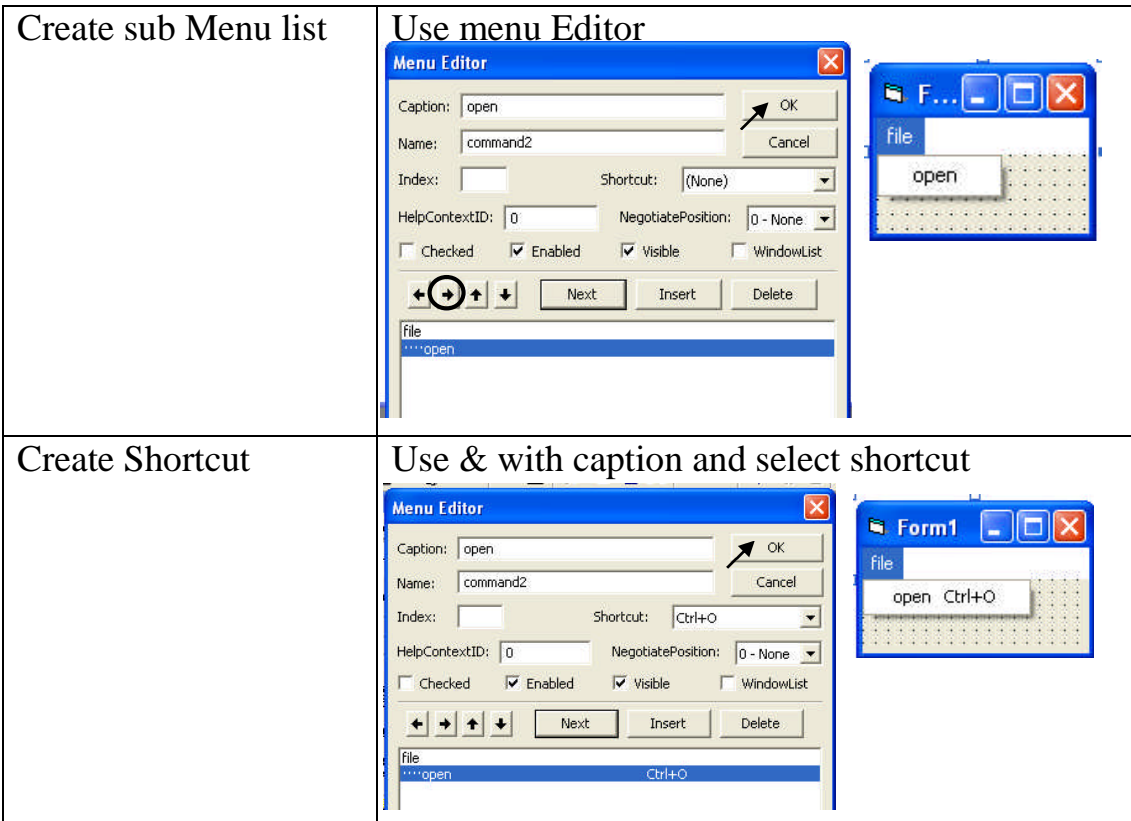 Create sub Menu list
Use menu Editor
Menu Editor
Caption: open OK
Name: command2 Cancel
Index: Shortcut: (None)
HelpContextID: 0 NegotiatePosition: 0 - None
Checked Enabled Visible WindowList
Next Insert Delete
file
····open
F...
file
open
Create Shortcut
Use & with caption and select shortcut
Menu Editor
Caption: open OK
Name: command2 Cancel
Index: Shortcut: Ctrl+O
HelpContextID: 0 NegotiatePosition: 0 - None
Checked Enabled Visible WindowList
Next Insert Delete
file
····open Ctrl+O
Form1
file
open Ctrl+O